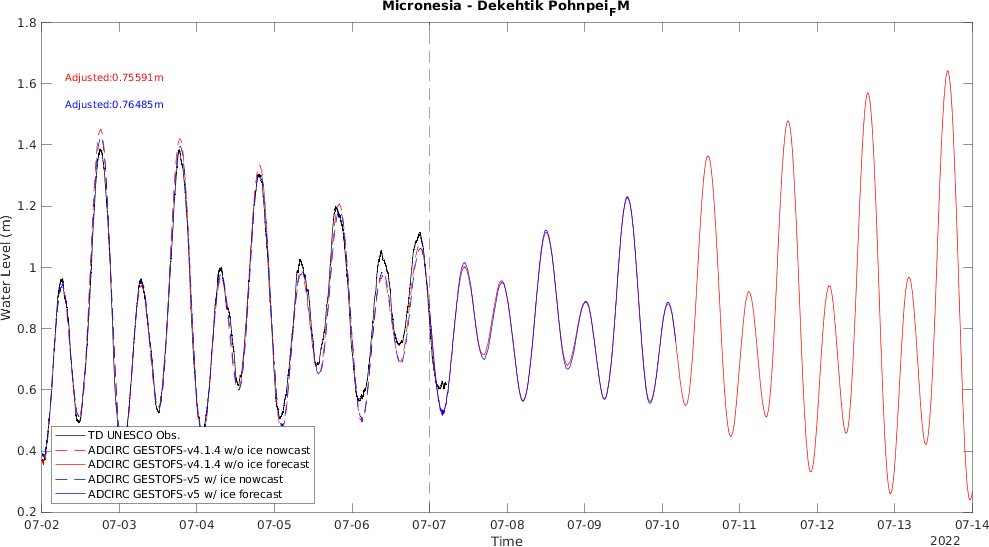 Micronesia - Dekehtik Pohnpei_FM
Adjusted:0.75591m
Adjusted:0.76485m
Water Level (m)
1.8
1.6
1.4
1.2
1
0.8
0.6
0.4
0.2
TD UNESCO Obs.
ADCIRC GESTOFS-v4.1.4 w/o ice nowcast
ADCIRC GESTOFS-v4.1.4 w/o ice forecast
ADCIRC GESTOFS-v5 w/ ice nowcast
ADCIRC GESTOFS-v5 w/ ice forecast
07-02 07-03 07-04 07-05 07-06 07-07 07-08 07-09 07-10 07-11 07-12 07-13 07-14
Time
2022